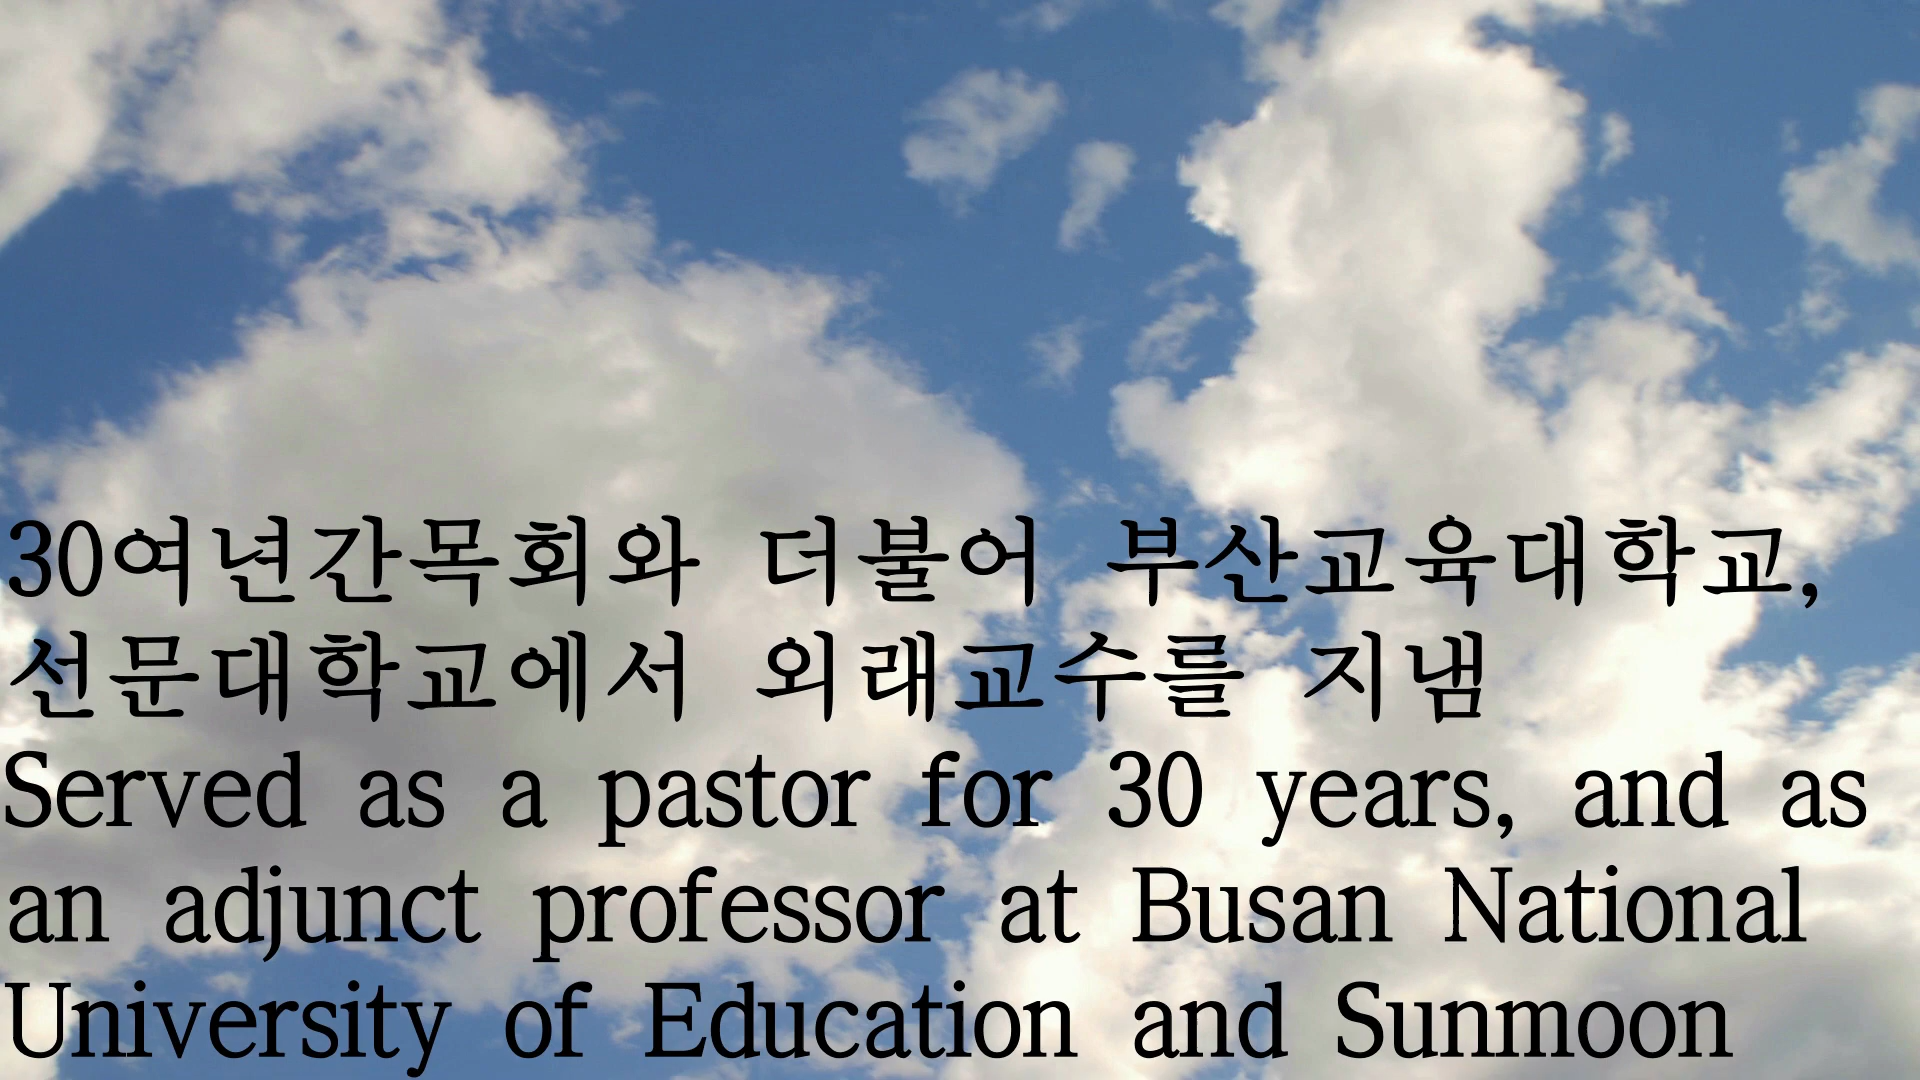 30여년간목회와 더불어 부산교육대학교,
선문대학교에서 외래교수를 지냄
Served as a pastor for 30 years, and as
an adjunct professor at Busan National
University of Education and Sunmoon